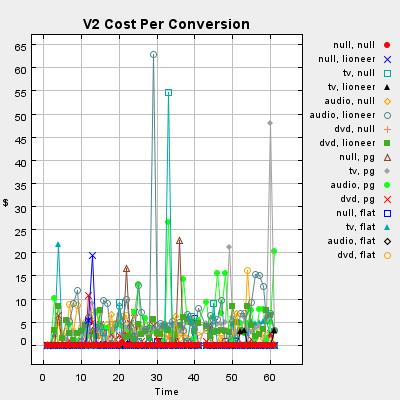 V2 Cost Per Conversion
65
60
55
50
45
40
35
30
25
20
15
10
5
0
$
0 10 20 30 40 50 60
Time
null, null
null, lioneer
tv, null
tv, lioneer
audio, null
audio, lioneer
dvd, null
dvd, lioneer
null, pg
tv, pg
audio, pg
dvd, pg
null, flat
tv, flat
audio, flat
dvd, flat